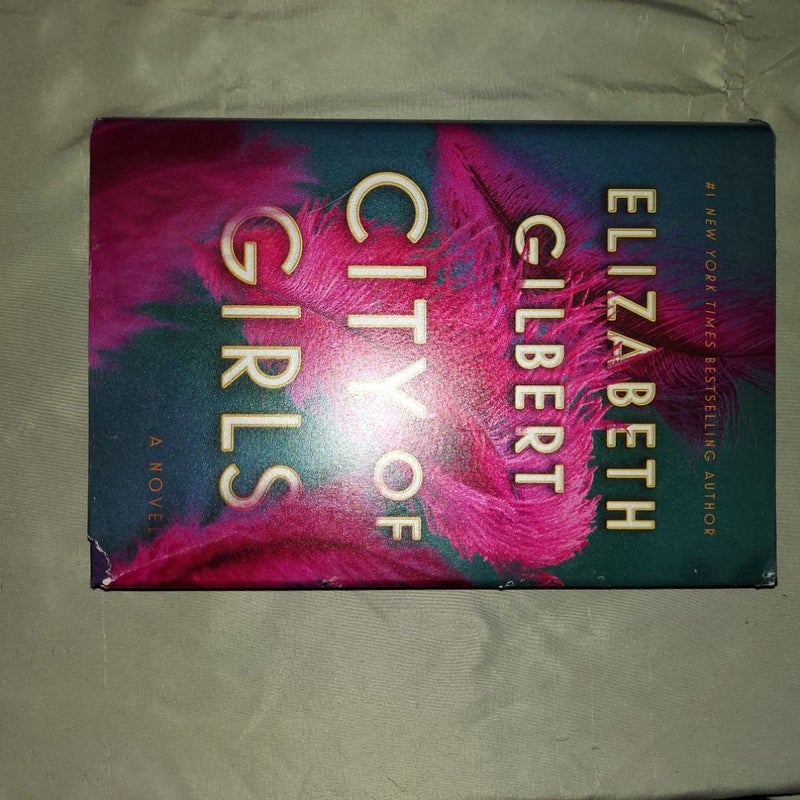 #1 NEW YORK TIMES BESTSELLING AUTHOR
ELIZABETH
GILBERT
CITY OF
GIRLS
A NOVEL